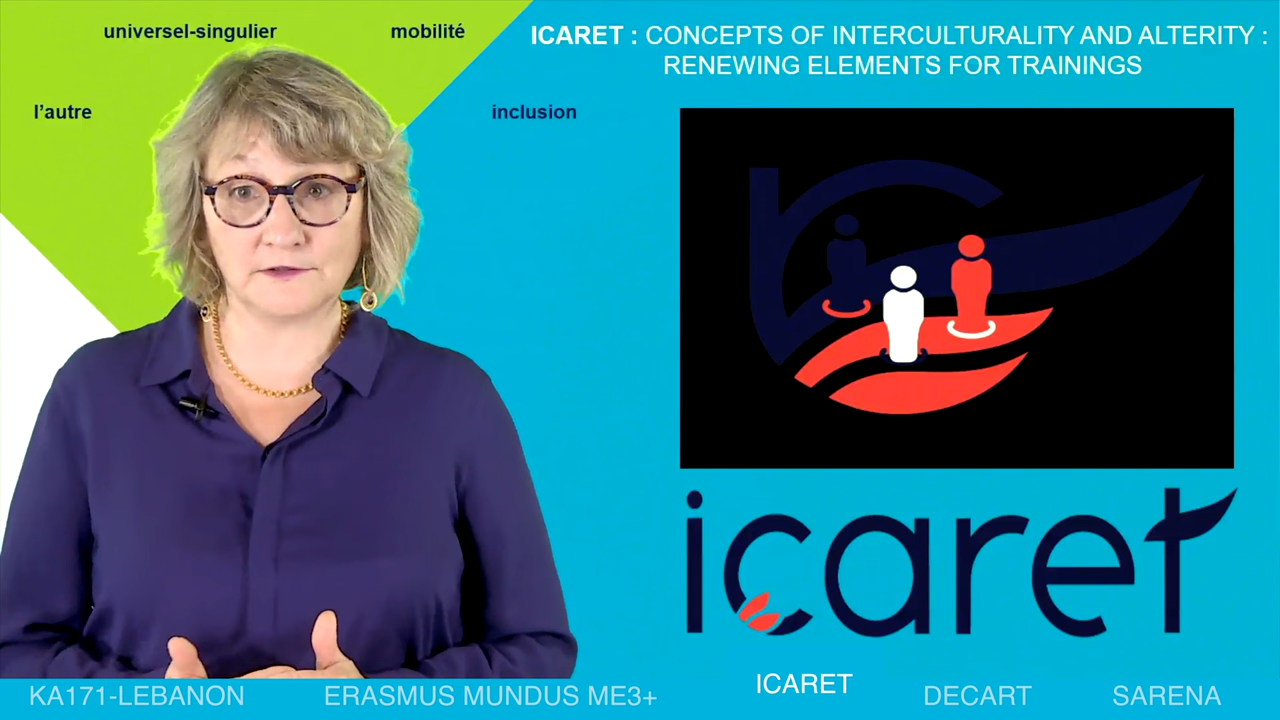 universel-singulier
mobilité
ICARET : CONCEPTS OF INTERCULTURALITY AND ALTERITY :
RENEWING ELEMENTS FOR TRAININGS
l’autre
inclusion
icaret
KA171-LEBANON
ERASMUS MUNDUS ME3+
ICARET
DECART
SARENA